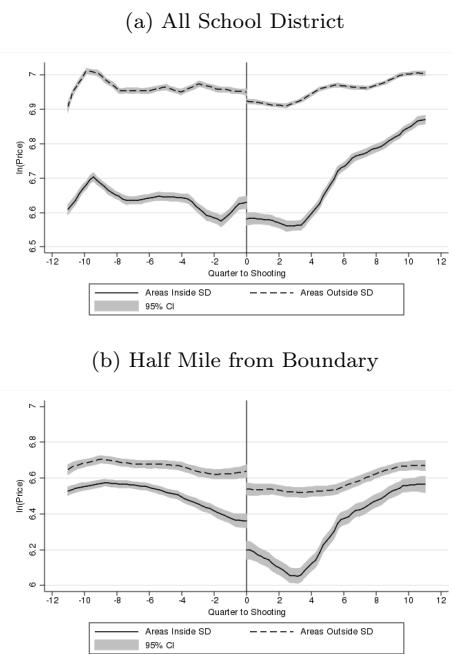 (a) All School District
7
6.9
6.8
6.7
6.6
6.5
ln(Price)
-12 -10 -8 -6 -4 -2 0 2 4 6 8 10 12
Quarter to Shooting
Areas Inside SD Areas Outside SD
95% CI
(b) Half Mile from Boundary
7
6.8
6.6
6.4
6.2
6
ln(Price)
-12 -10 -8 -6 -4 -2 0 2 4 6 8 10 12
Quarter to Shooting
Areas Inside SD Areas Outside SD
95% CI